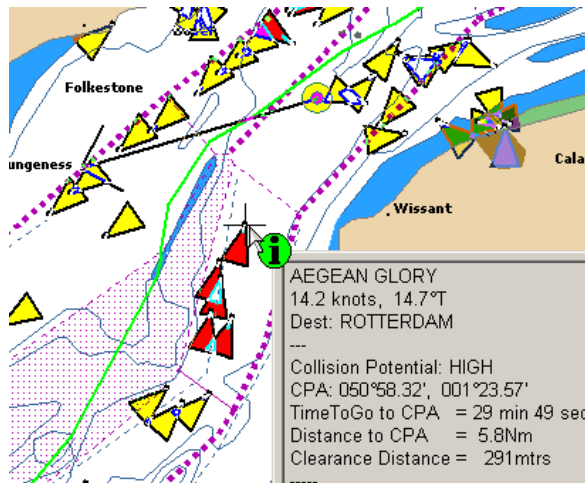 Folkestone
ungeness
Cala
Wissant
AEGEAN GLORY
14.2 knots, 14.7°T
Dest: ROTTERDAM
---
Collision Potential: HIGH
CPA: 050°58.32', 001°23.57'
TimeToGo to CPA = 29 min 49 sec
Distance to CPA = 5.8Nm
Clearance Distance = 291mtrs
-----